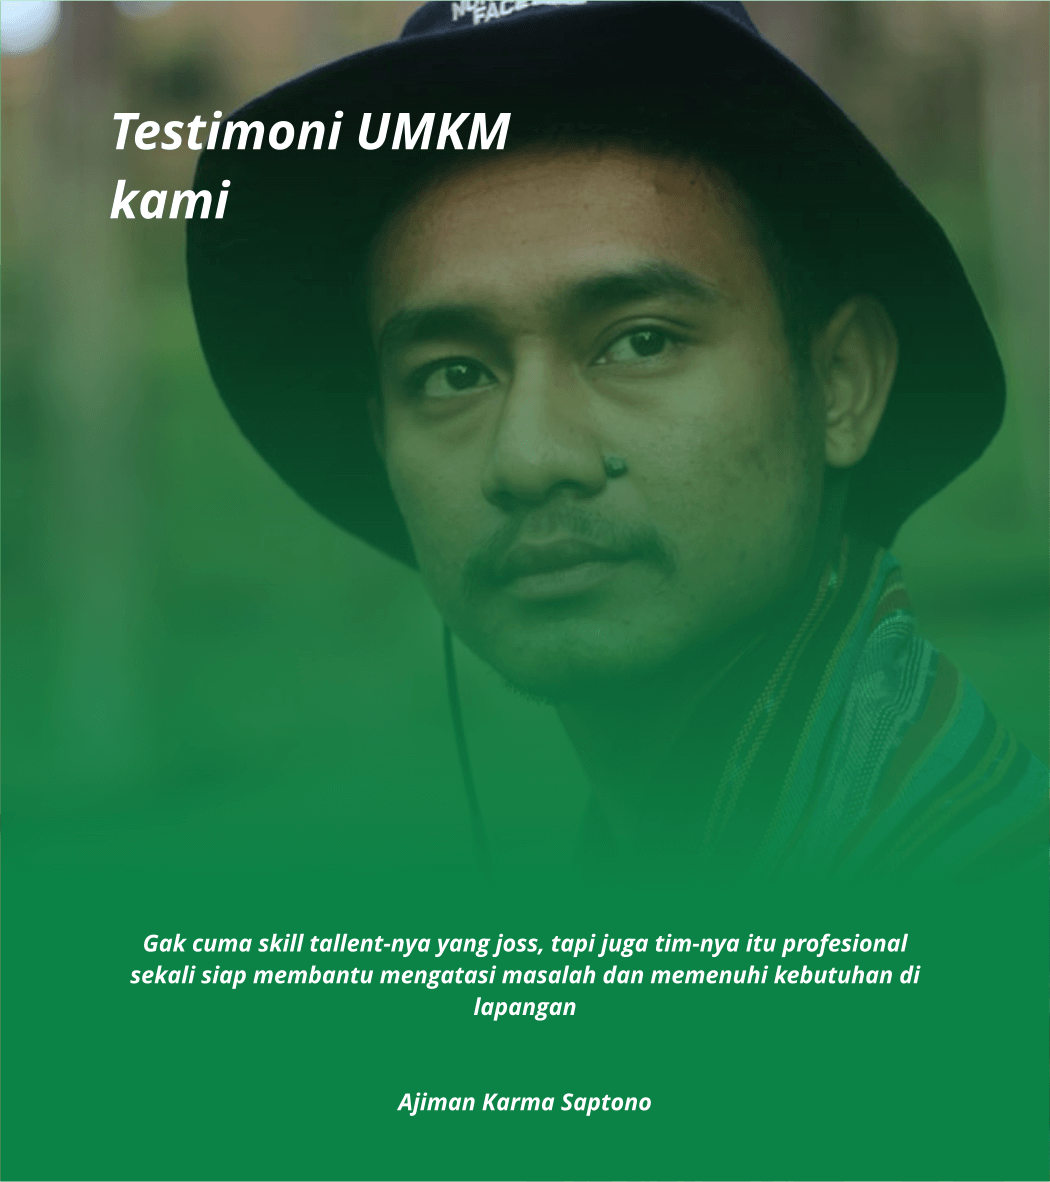 FACE
Testimoni UMKM
kami
Gak cuma skill tallent-nya yang joss, tapi juga tim-nya itu profesional
sekali siap membantu mengatasi masalah dan memenuhi kebutuhan di
lapangan
Ajiman Karma Saptono